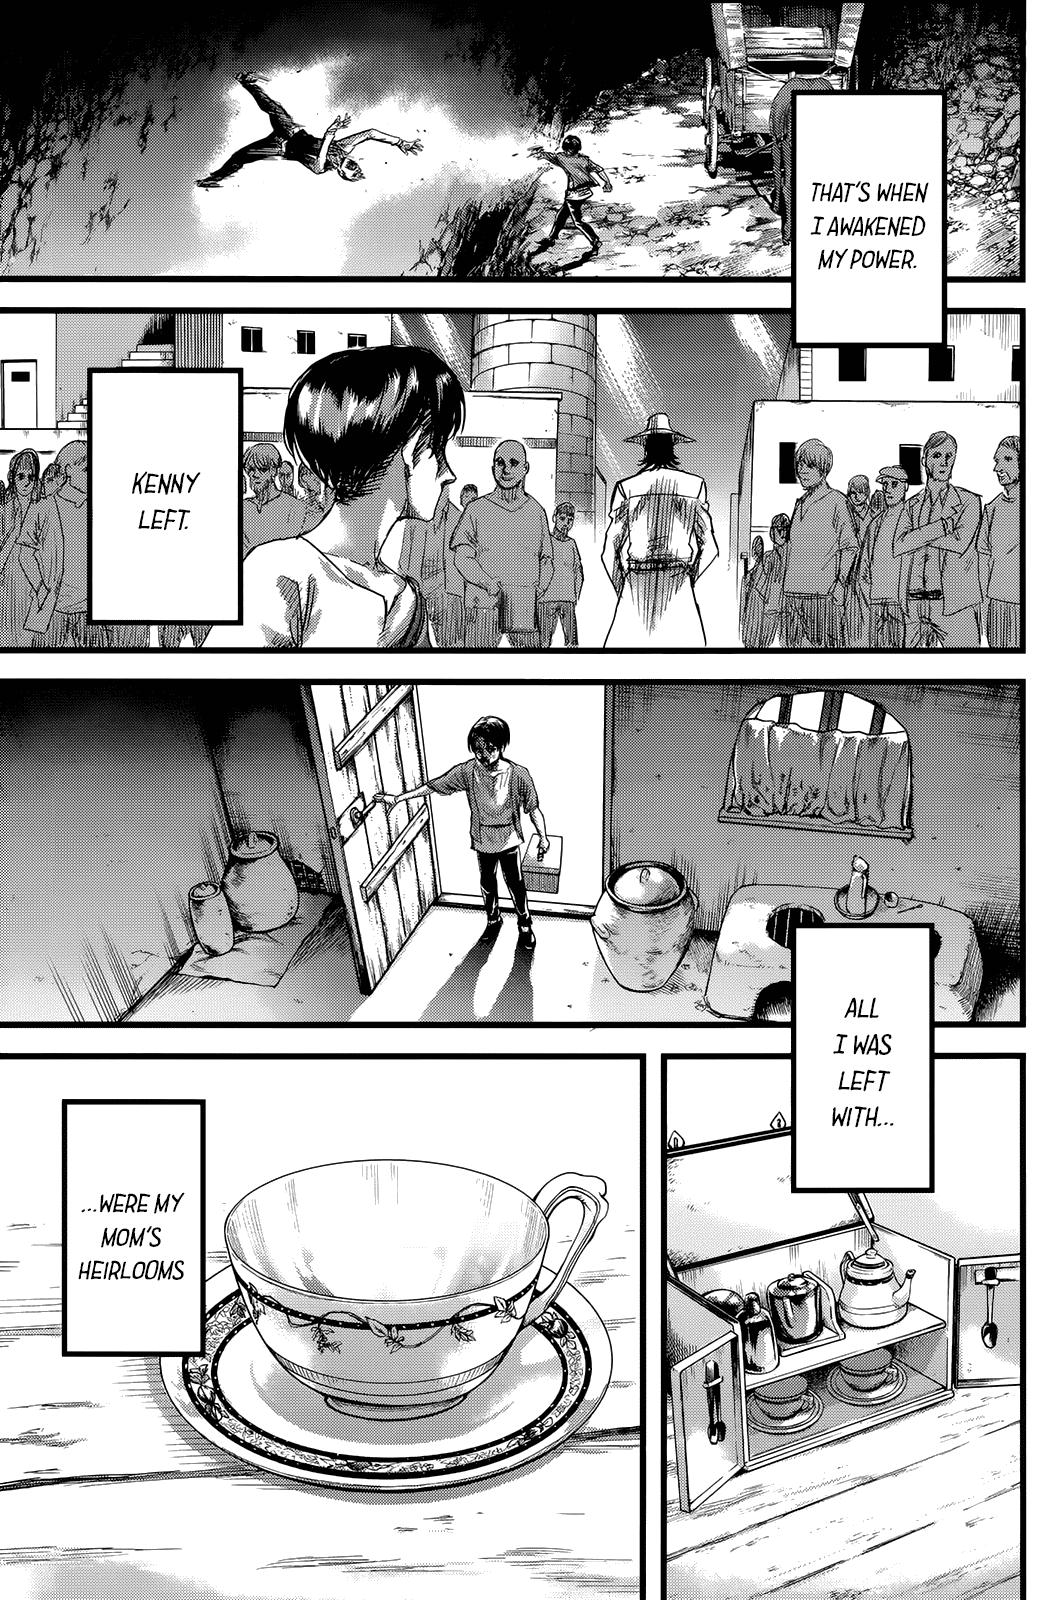 THAT'S WHEN
I AWAKENED
MY POWER.
KENNY
LEFT.
ALL
I WAS
LEFT
WITH...
...WERE MY
MOM'S
HEIRLOOMS